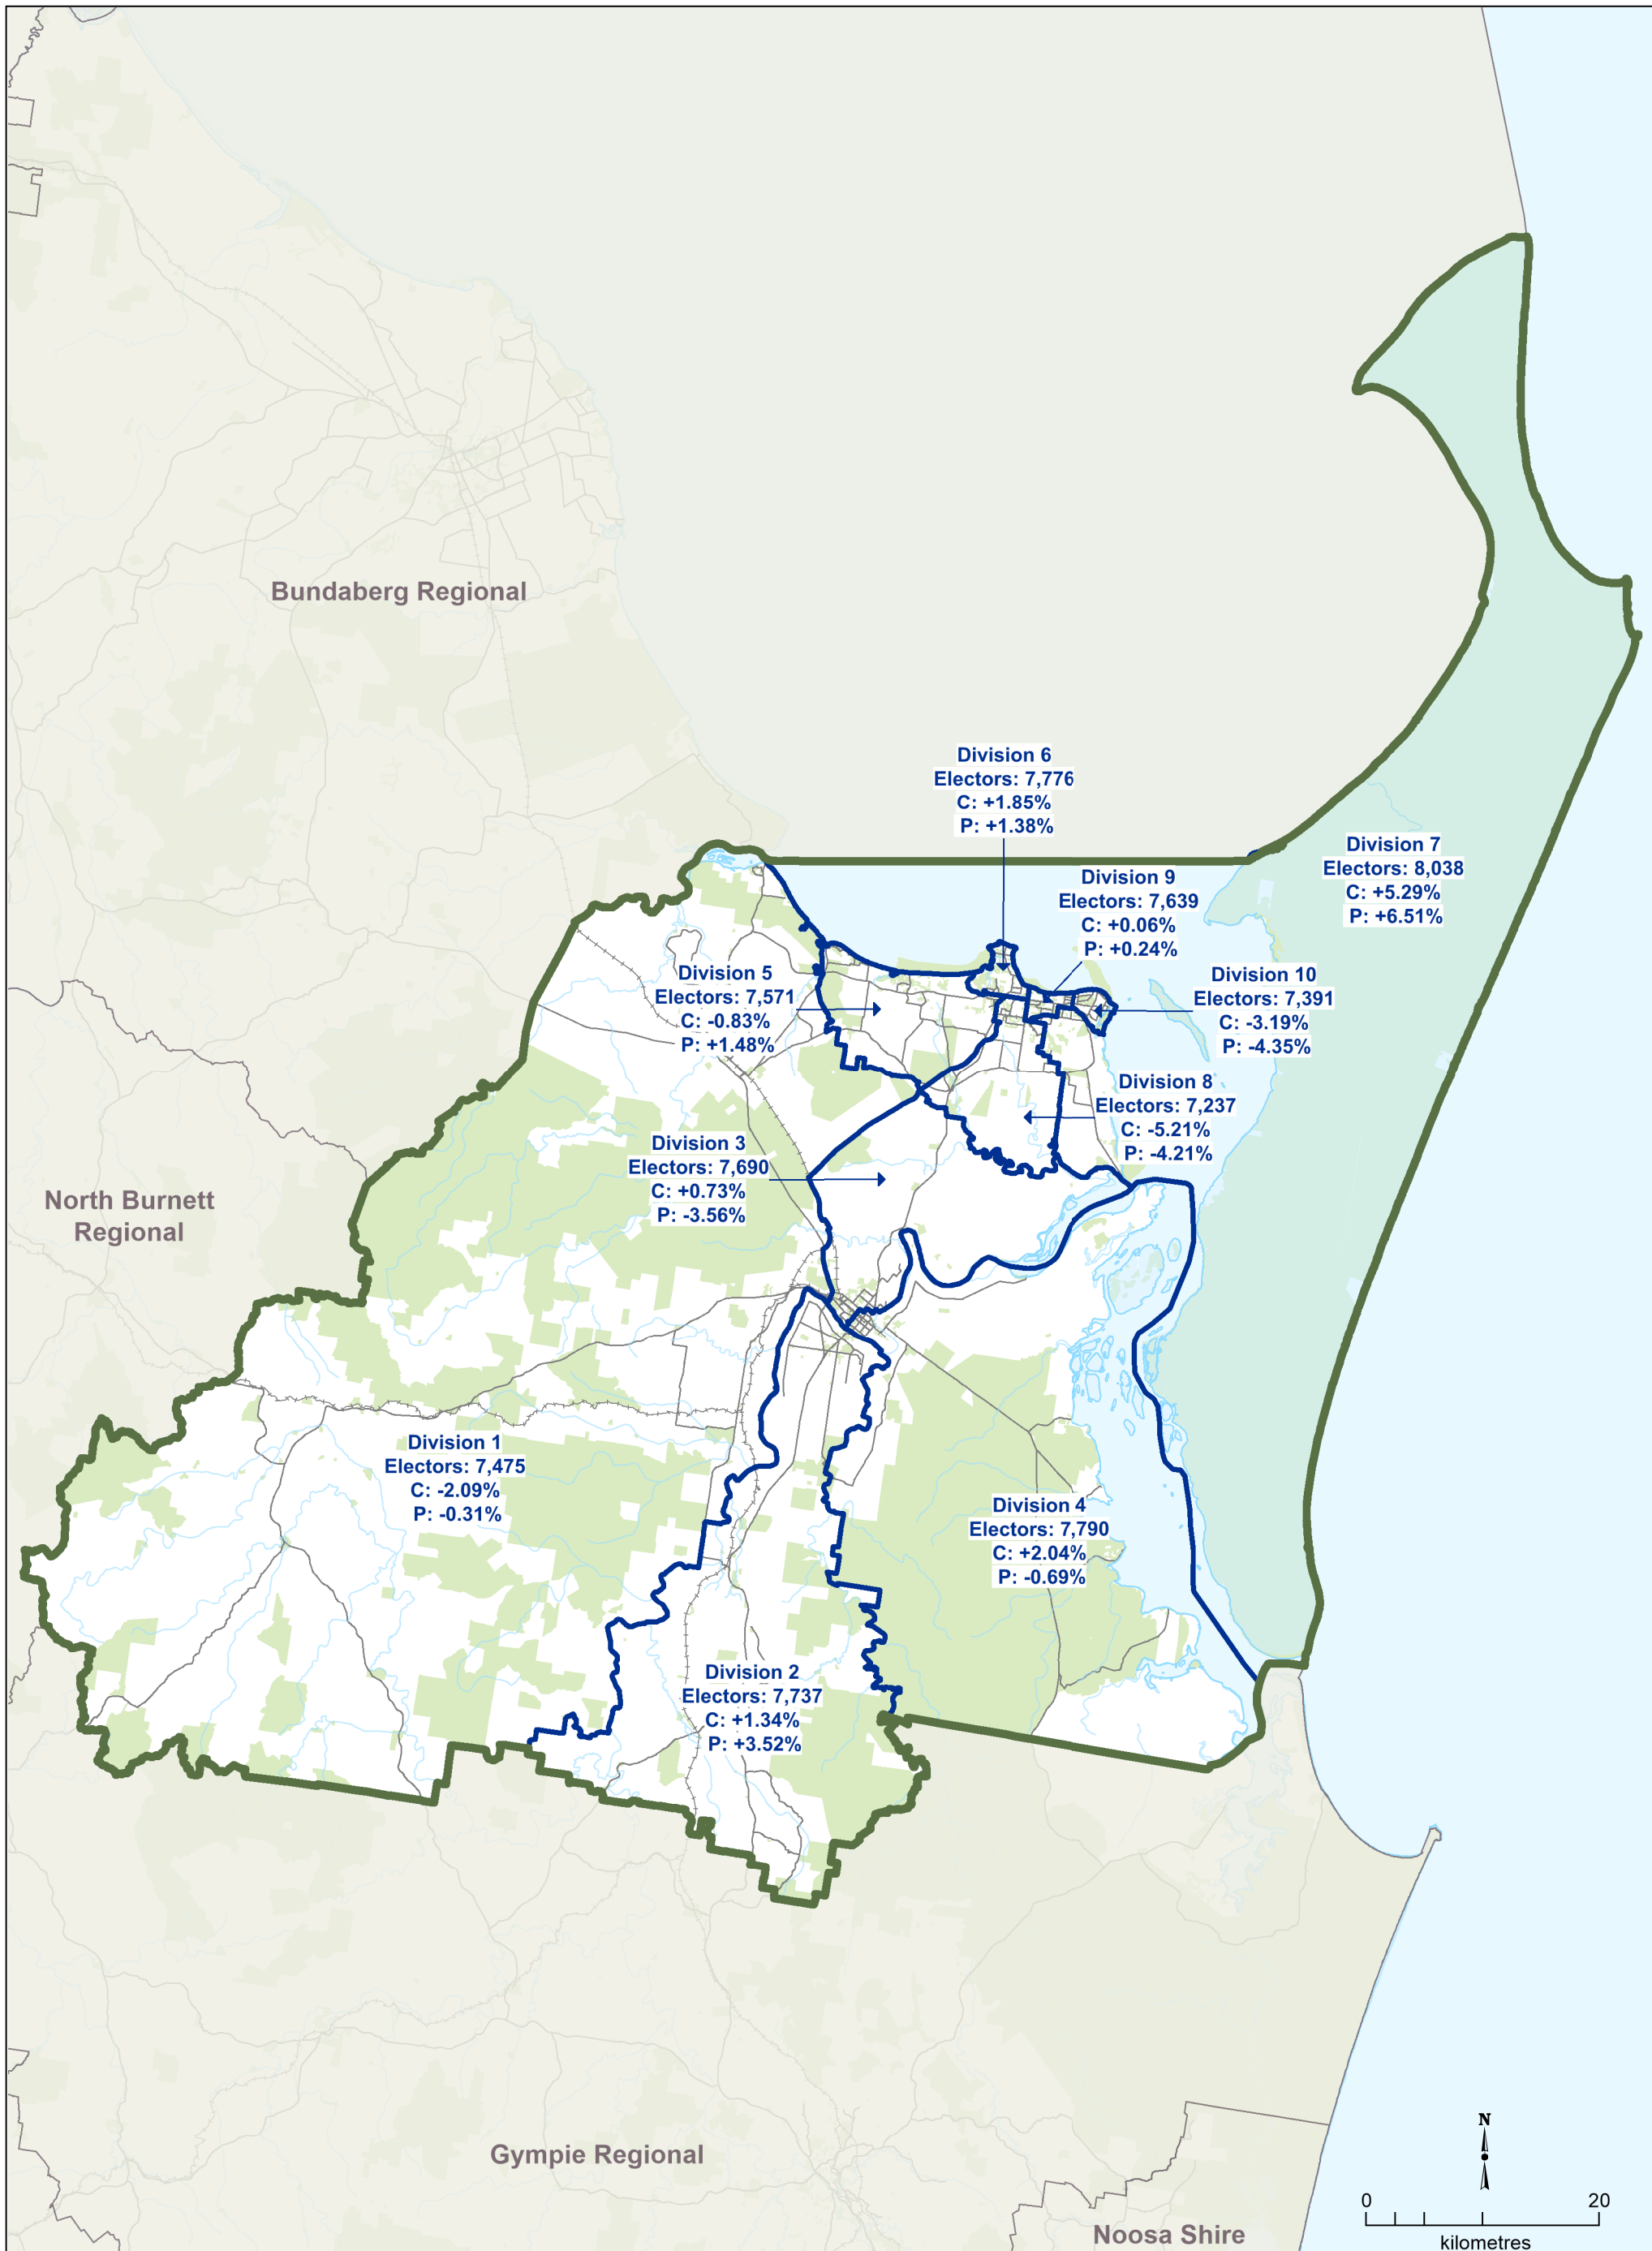 Bundaberg Regional
Division 6
Electors: 7,776
C: +1.85%
P: +1.38%
Division 7
Electors: 8,038
C: +5.29%
P: +6.51%
Division 9
Electors: 7,639
C: +0.06%
P: +0.24%
Division 5
Electors: 7,571
C: -0.83%
P: +1.48%
Division 10
Electors: 7,391
C: -3.19%
P: -4.35%
Division 8
Electors: 7,237
C: -5.21%
P: -4.21%
Division 3
Electors: 7,690
C: +0.73%
P: -3.56%
North Burnett
Regional
Division 1
Electors: 7,475
C: -2.09%
P: -0.31%
Division 4
Electors: 7,790
C: +2.04%
P: -0.69%
Division 2
Electors: 7,737
C: +1.34%
P: +3.52%
Gympie Regional
Noosa Shire
N
0 20
kilometres